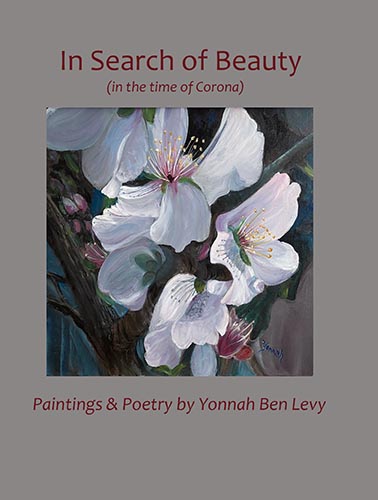 In Search of Beauty
(in the time of Corona)
Paintings & Poetry by Yonnah Ben Levy